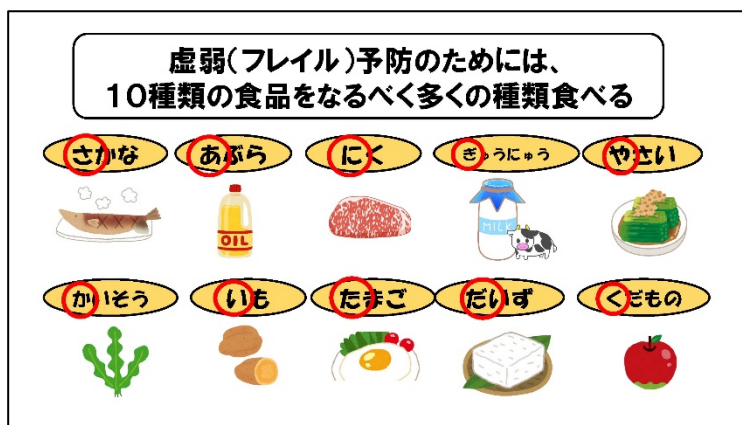 虚弱(フレイル)予防のためには、
10種類の食品をなるべく多くの種類食べる
さかな あぶら にく ぎゅうにゅう やさい
OIL MILK
かいそう いも たまご だいず くだもの